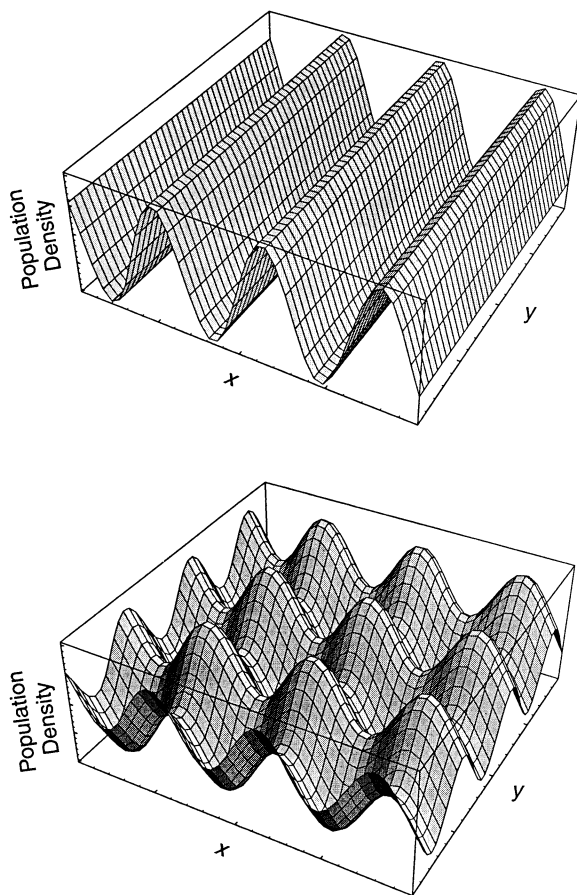 Population
Density
x
y
Population
Density
x
y